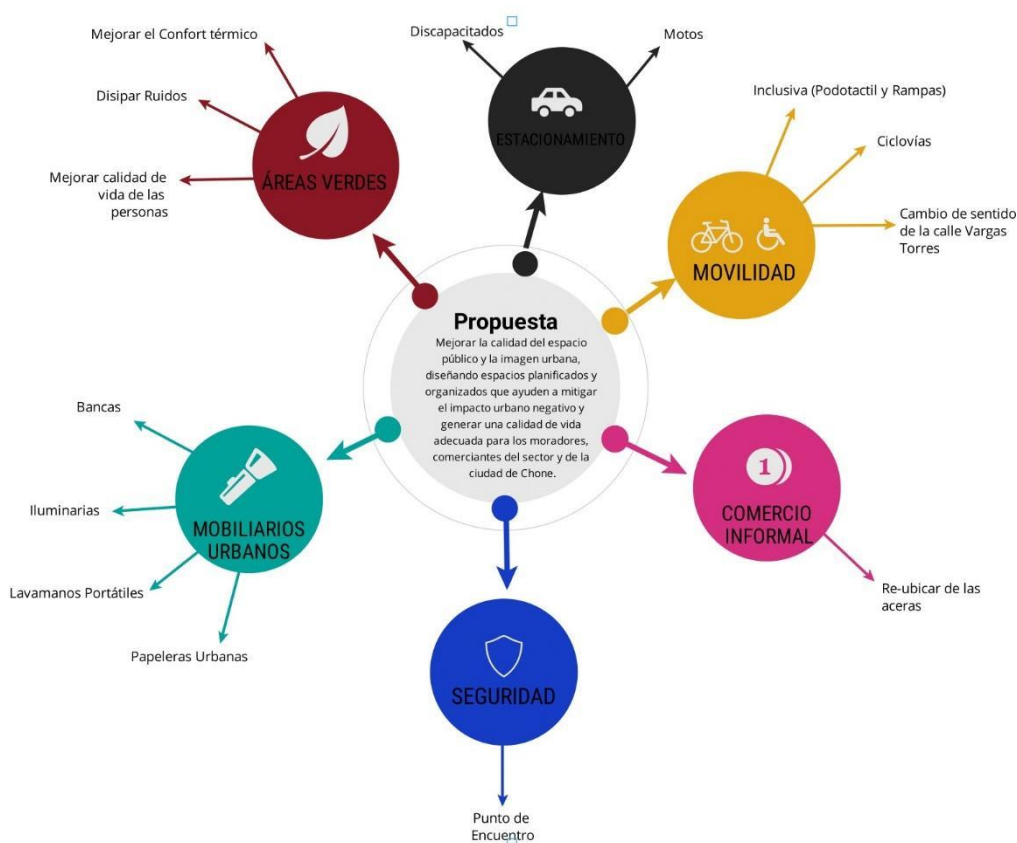 Mejorar el Confort térmico
Disipar Ruidos
Mejorar calidad de
vida de las
personas
ÁREAS VERDES
Discapacitados
Motos
ESTACIONAMIENTO
Inclusiva (Podotactil y Rampas)
Ciclovías
Cambio de sentido
de la calle Vargas
Torres
MOVILIDAD
Propuesta
Mejorar la calidad del espacio
público y la imagen urbana,
diseñando espacios planificados y
organizados que ayuden a mitigar
el impacto urbano negativo y
generar una calidad de vida
adecuada para los moradores,
comerciantes del sector y de la
ciudad de Chone.
Bancas
Iluminarias
Lavamanos Portátiles
Papeleras Urbanas
MOBILIARIOS
URBANOS
1
COMERCIO
INFORMAL
Re-ubicar de las
aceras
SEGURIDAD
Punto de
Encuentro